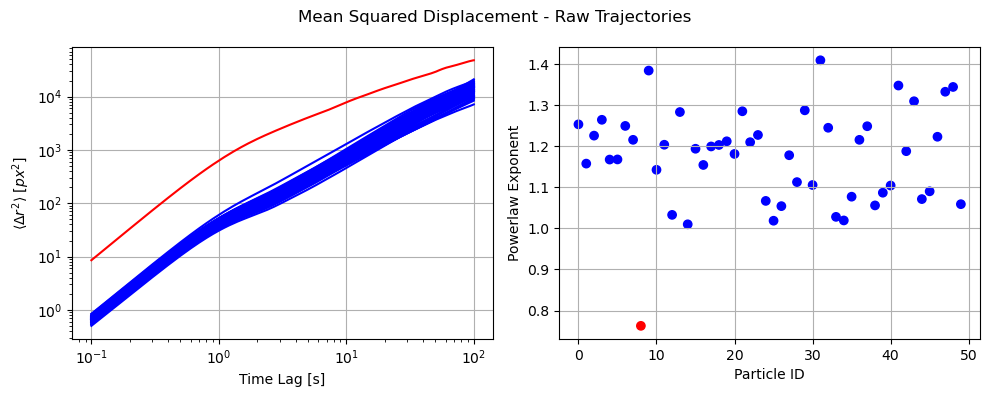 Mean Squared Displacement - Raw Trajectories
10⁴
10³
10²
10¹
10⁰
⟨Δr²⟩ [px²]
10⁻¹ 10⁰ 10¹ 10²
Time Lag [s]
1.4
1.3
1.2
1.1
1.0
0.9
0.8
Powerlaw Exponent
0 10 20 30 40 50
Particle ID